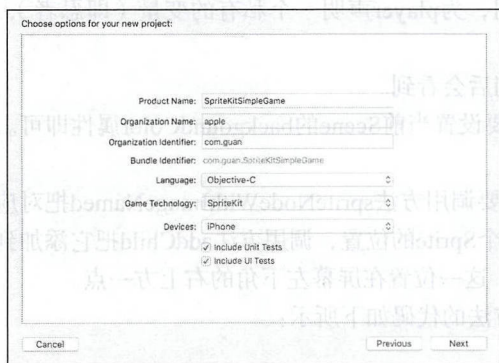 Choose options for your new project:
Product Name: SpriteKitSimpleGame
Organization Name: apple
Organization Identifier: com.guan
Bundle Identifier: com.guan.SpriteKitSimpleGame
Language: Objective-C
Game Technology: SpriteKit
Devices: iPhone
Include Unit Tests
Include UI Tests
Cancel
Previous
Next